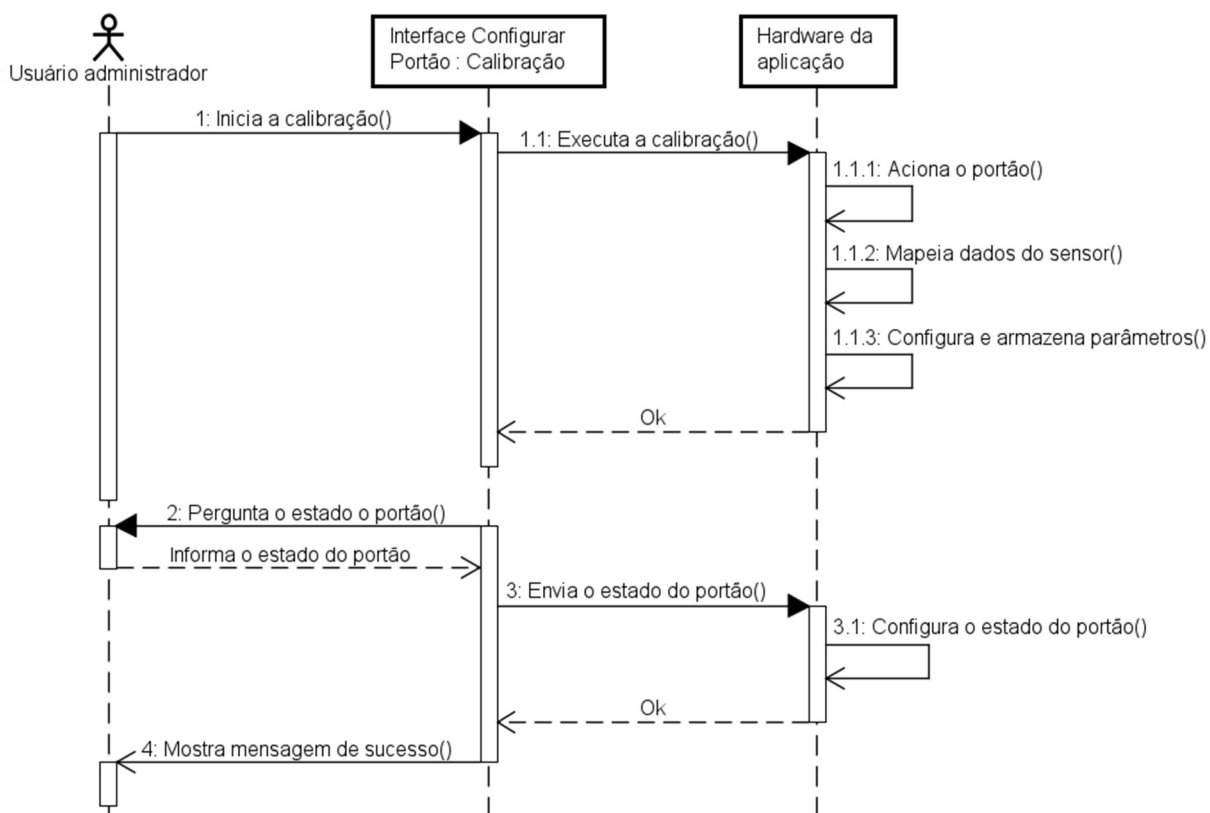 Usuário administrador
Interface Configurar
Portão : Calibração
Hardware da
aplicação
1: Inicia a calibração()
1.1: Executa a calibração()
1.1.1: Aciona o portão()
1.1.2: Mapeia dados do sensor()
1.1.3: Configura e armazena parâmetros()
Ok
2: Pergunta o estado o portão()
Informa o estado do portão
3: Envia o estado do portão()
3.1: Configura o estado do portão()
Ok
4: Mostra mensagem de sucesso()